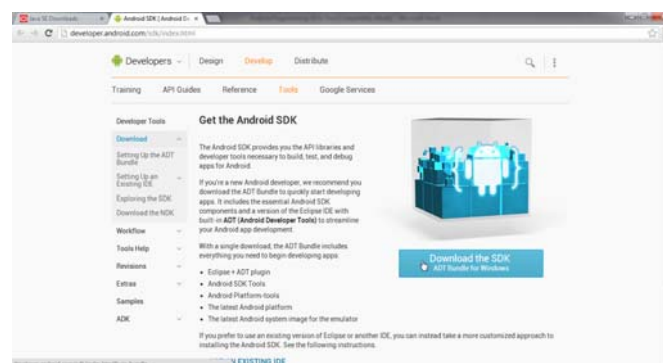 Java SE Downloads
Android SDK | Android De
developer.android.com/sdk/index.html
Developers
Design
Develop
Distribute
Training
API Guides
Reference
Tools
Google Services
Developer Tools
Download
Setting Up the ADT
Bundle
Setting Up an
Existing IDE
Exploring the SDK
Download the NDK
Workflow
Tools Help
Revisions
Extras
Samples
ADK
Get the Android SDK
The Android SDK provides you the API libraries and
developer tools necessary to build, test, and debug
apps for Android.
If you're a new Android developer, we recommend you
download the ADT Bundle to quickly start developing
apps. It includes the essential Android SDK
components and a version of the Eclipse IDE with
built-in ADT (Android Developer Tools) to streamline
your Android app development.
With a single download, the ADT Bundle includes
everything you need to begin developing apps:
• Eclipse + ADT plugin
• Android SDK Tools
• Android Platform-tools
• The latest Android platform
• The latest Android system image for the emulator
Download the SDK
ADT Bundle for Windows
If you prefer to use an existing version of Eclipse or another IDE, you can instead take a more customized approach to
installing the Android SDK. See the following instructions.
EXISTING IDE